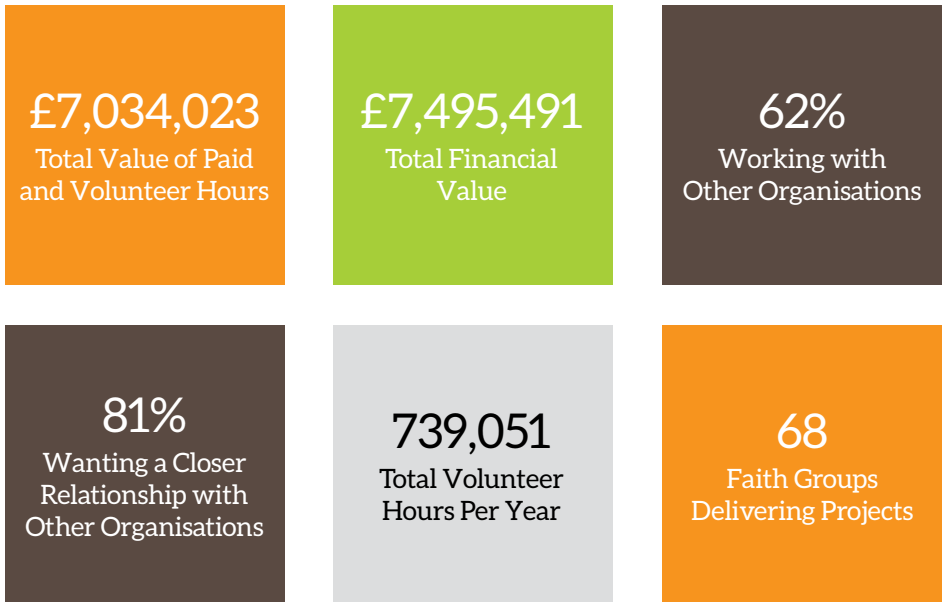 £7,034,023
Total Value of Paid
and Volunteer Hours
£7,495,491
Total Financial
Value
62%
Working with
Other Organisations
81%
Wanting a Closer
Relationship with
Other Organisations
739,051
Total Volunteer
Hours Per Year
68
Faith Groups
Delivering Projects